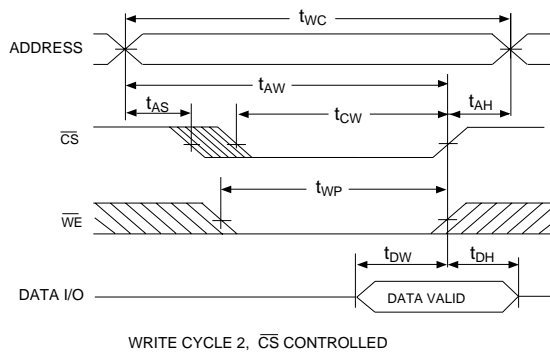 tWC
ADDRESS
tAW
tAS
tCW
tAH
CS
tWP
WE
tDW
tDH
DATA I/O
DATA VALID
WRITE CYCLE 2, CS CONTROLLED